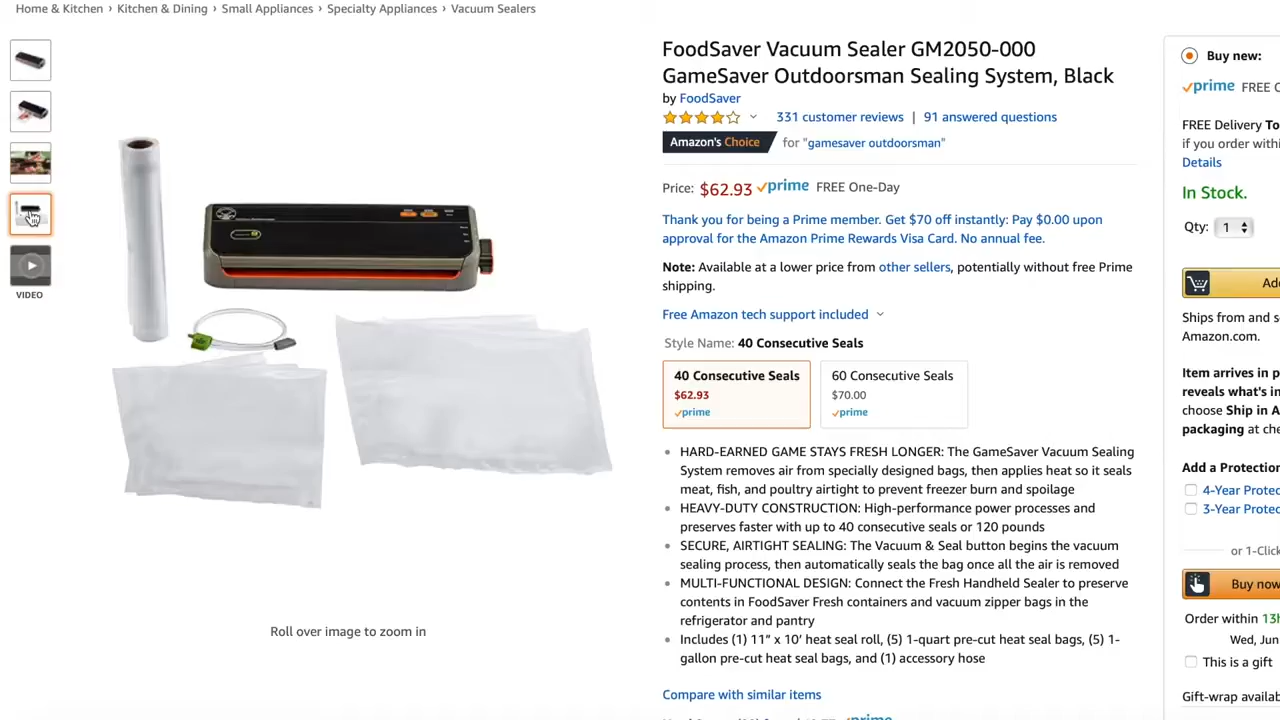 Home & Kitchen › Kitchen & Dining › Small Appliances › Specialty Appliances › Vacuum Sealers
VIDEO
Roll over image to zoom in
FoodSaver Vacuum Sealer GM2050-000
GameSaver Outdoorsman Sealing System, Black
by FoodSaver
331 customer reviews | 91 answered questions
Amazon's Choice for "gamesaver outdoorsman"
Price: $62.93 prime FREE One-Day
Thank you for being a Prime member. Get $70 off instantly: Pay $0.00 upon
approval for the Amazon Prime Rewards Visa Card. No annual fee.
Note: Available at a lower price from other sellers, potentially without free Prime
shipping.
Free Amazon tech support included
Style Name: 40 Consecutive Seals
40 Consecutive Seals
$62.93
prime
60 Consecutive Seals
$70.00
prime
• HARD-EARNED GAME STAYS FRESH LONGER: The GameSaver Vacuum Sealing
System removes air from specially designed bags, then applies heat so it seals
meat, fish, and poultry airtight to prevent freezer burn and spoilage
• HEAVY-DUTY CONSTRUCTION: High-performance power processes and
preserves faster with up to 40 consecutive seals or 120 pounds
• SECURE, AIRTIGHT SEALING: The Vacuum & Seal button begins the vacuum
sealing process, then automatically seals the bag once all the air is removed
• MULTI-FUNCTIONAL DESIGN: Connect the Fresh Handheld Sealer to preserve
contents in FoodSaver Fresh containers and vacuum zipper bags in the
refrigerator and pantry
• Includes (1) 11" x 10' heat seal roll, (5) 1-quart pre-cut heat seal bags, (5) 1-
gallon pre-cut heat seal bags, and (1) accessory hose
Compare with similar items
prime
Buy new:
prime FREE
FREE Delivery To
if you order withi
Details
In Stock.
Qty: 1
Ad
Ships from and s
Amazon.com.
Item arrives in p
reveals what's in
choose Ship in A
packaging at che
Add a Protection
4-Year Protec
3-Year Protec
or 1-Click
Buy now
Order within 13h
Wed, Jun
This is a gift
Gift-wrap availab